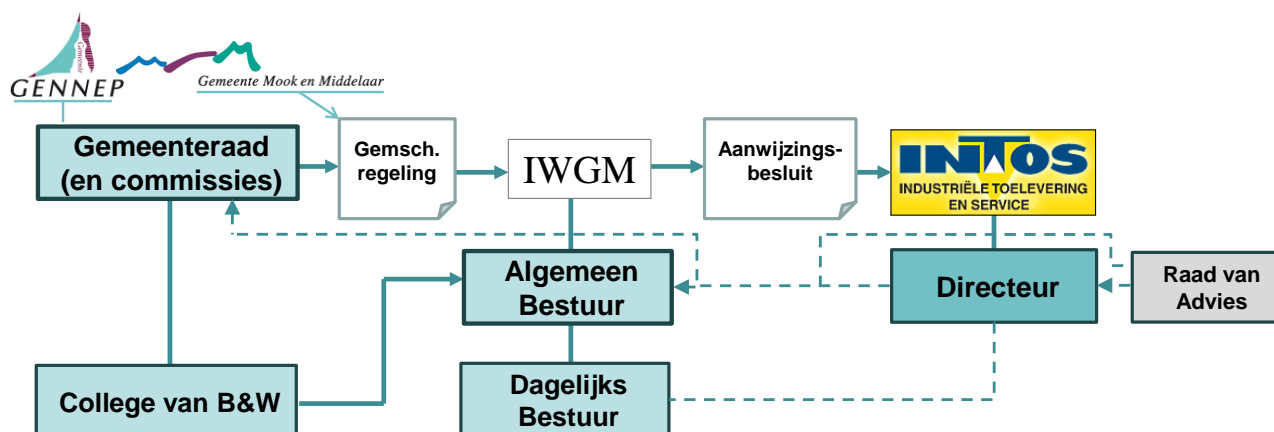 Gemeente
GENNEP
Gemeente Mook en Middelaar
Gemeenteraad
(en commissies)
Gemsch.
regeling
IWGM
Aanwijzings-
besluit
INTOS
INDUSTRIËLE TOELEVERING
EN SERVICE
Algemeen
Bestuur
Directeur
Raad van
Advies
College van B&W
Dagelijks
Bestuur